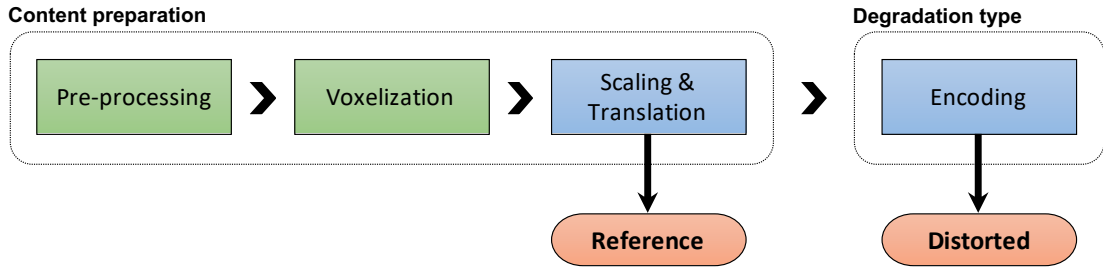 Content preparation
Degradation type
Pre-processing
Voxelization
Scaling &
Translation
Encoding
Reference
Distorted